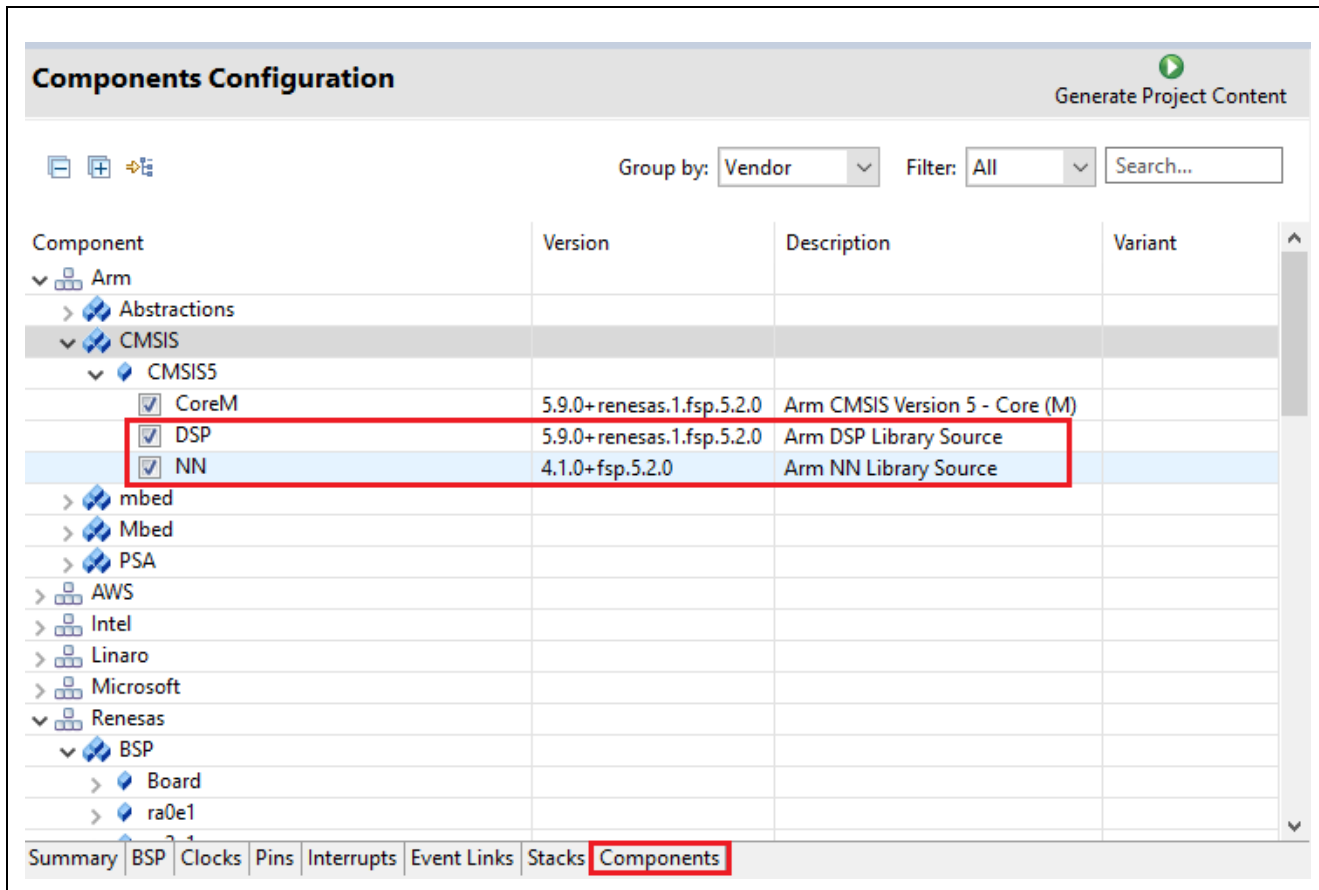 Components Configuration
Generate Project Content
Group by: Vendor Filter: All Search...
Component Version Description Variant
Arm
Abstractions
CMSIS
CMSIS5
CoreM 5.9.0+renesas.1.fsp.5.2.0 Arm CMSIS Version 5 - Core (M)
DSP 5.9.0+renesas.1.fsp.5.2.0 Arm DSP Library Source
NN 4.1.0+fsp.5.2.0 Arm NN Library Source
mbed
Mbed
PSA
AWS
Intel
Linaro
Microsoft
Renesas
BSP
Board
ra0e1
Summary BSP Clocks Pins Interrupts Event Links Stacks Components